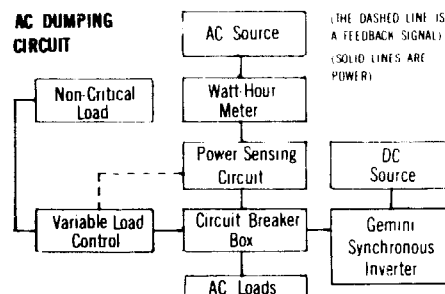 AC DUMPING
CIRCUIT
(THE DASHED LINE IS
A FEEDBACK SIGNAL)
(SOLID LINES ARE
POWER)
AC Source
Non-Critical
Load
Watt-Hour
Meter
Power Sensing
Circuit
DC
Source
Variable Load
Control
Circuit Breaker
Box
Gemini
Synchronous
Inverter
AC Loads